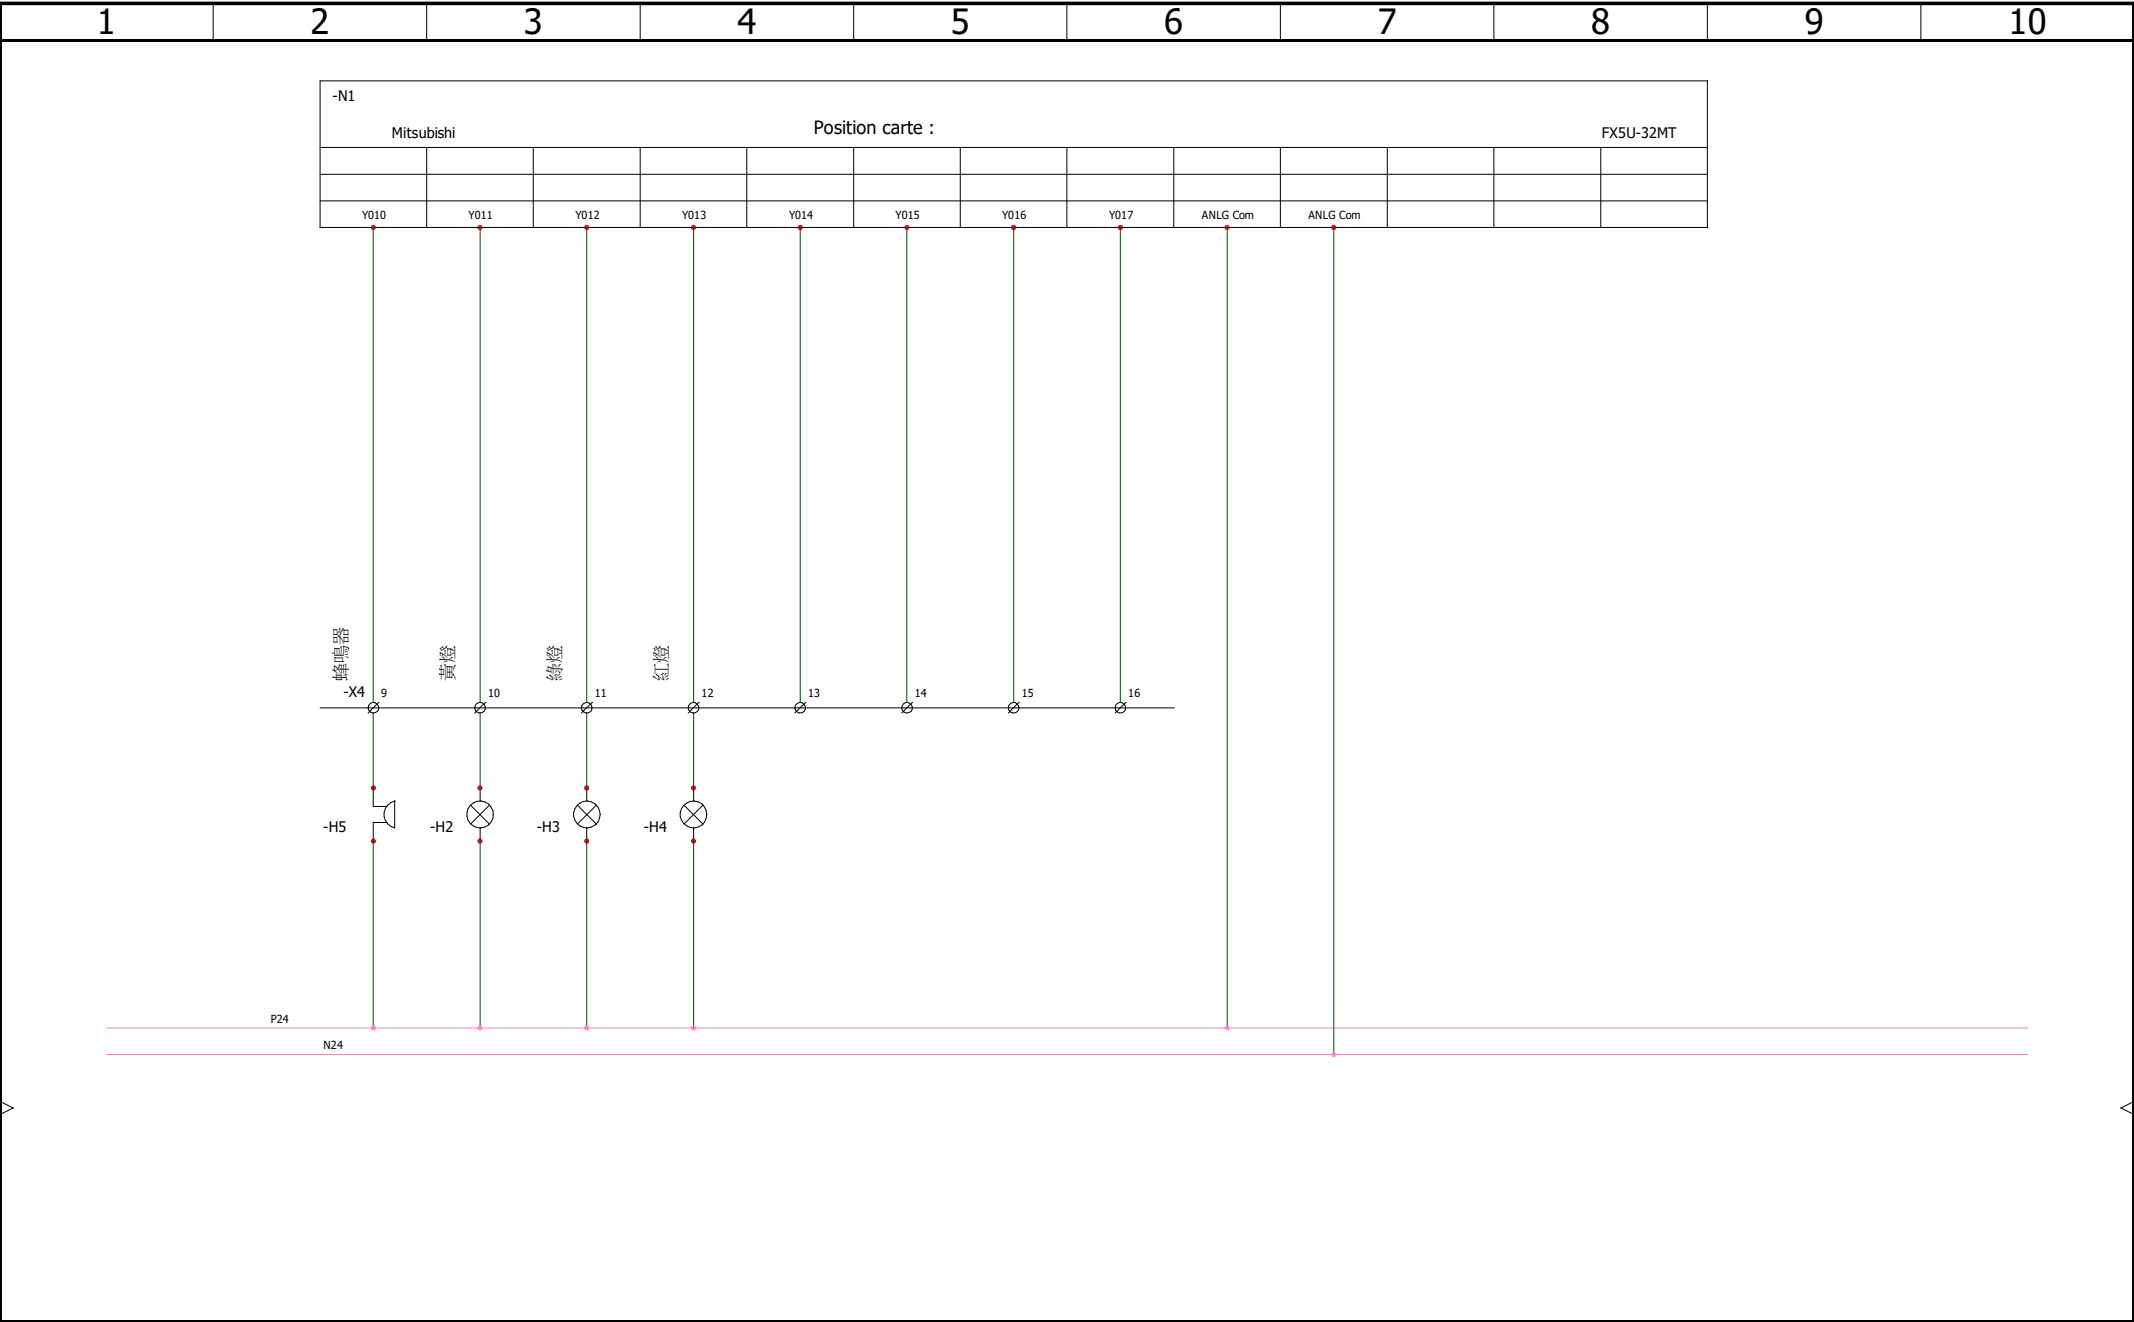 1 2 3 4 5 6 7 8 9 10
-N1
Mitsubishi Position carte : FX5U-32MT
Y010 Y011 Y012 Y013 Y014 Y015 Y016 Y017 ANLG Com ANLG Com
蜂鳴器 黃燈 綠燈 紅燈
-X4 9 10 11 12 13 14 15 16
-H5 -H2 -H3 -H4
P24
N24